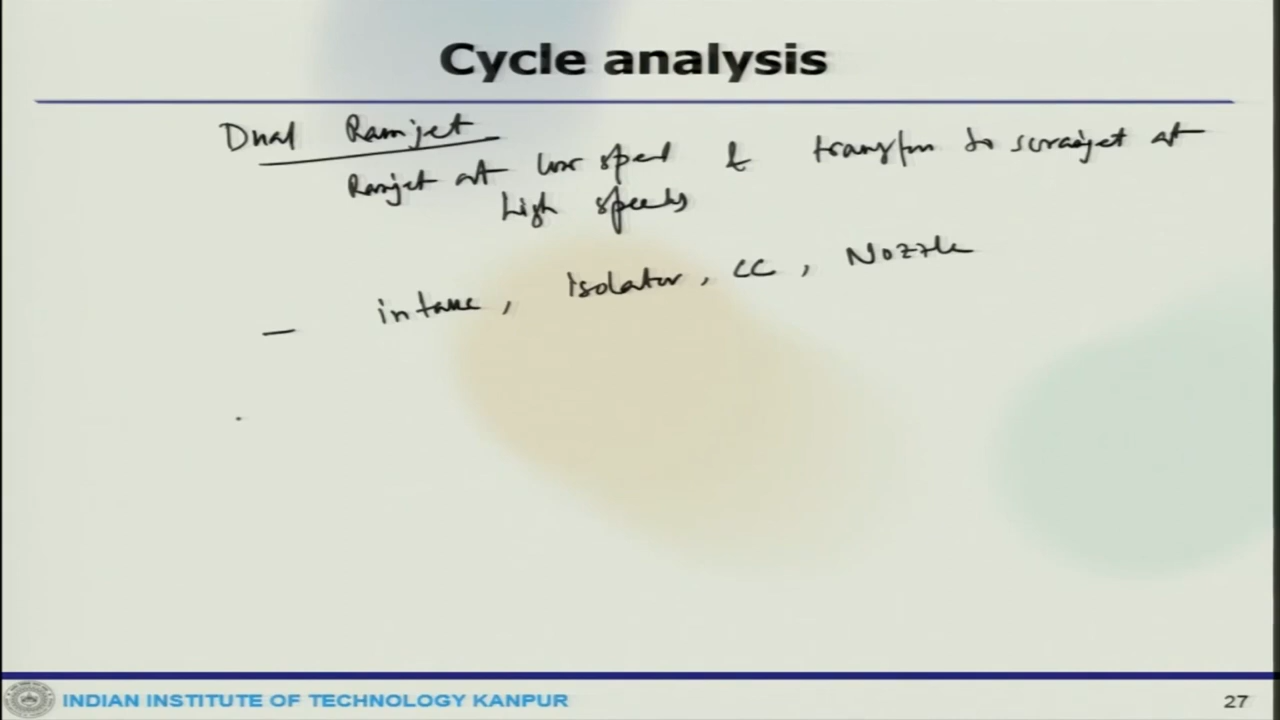 Cycle analysis
Dual Ramjet
Ramjet at low speed & transfer to scramjet at
high speeds
— intake, isolator, CC, Nozzle
INDIAN INSTITUTE OF TECHNOLOGY KANPUR
27